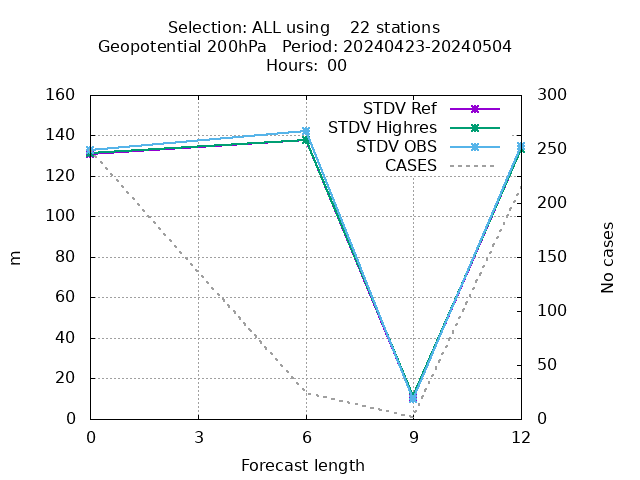 Selection: ALL using    22 stations
Geopotential 200hPa   Period: 20240423-20240504
Hours:  00
160
140
120
100
80
60
40
20
0
300
250
200
150
100
50
0
STDV Ref
STDV Highres
STDV OBS
CASES
m
No cases
0 3 6 9 12
Forecast length